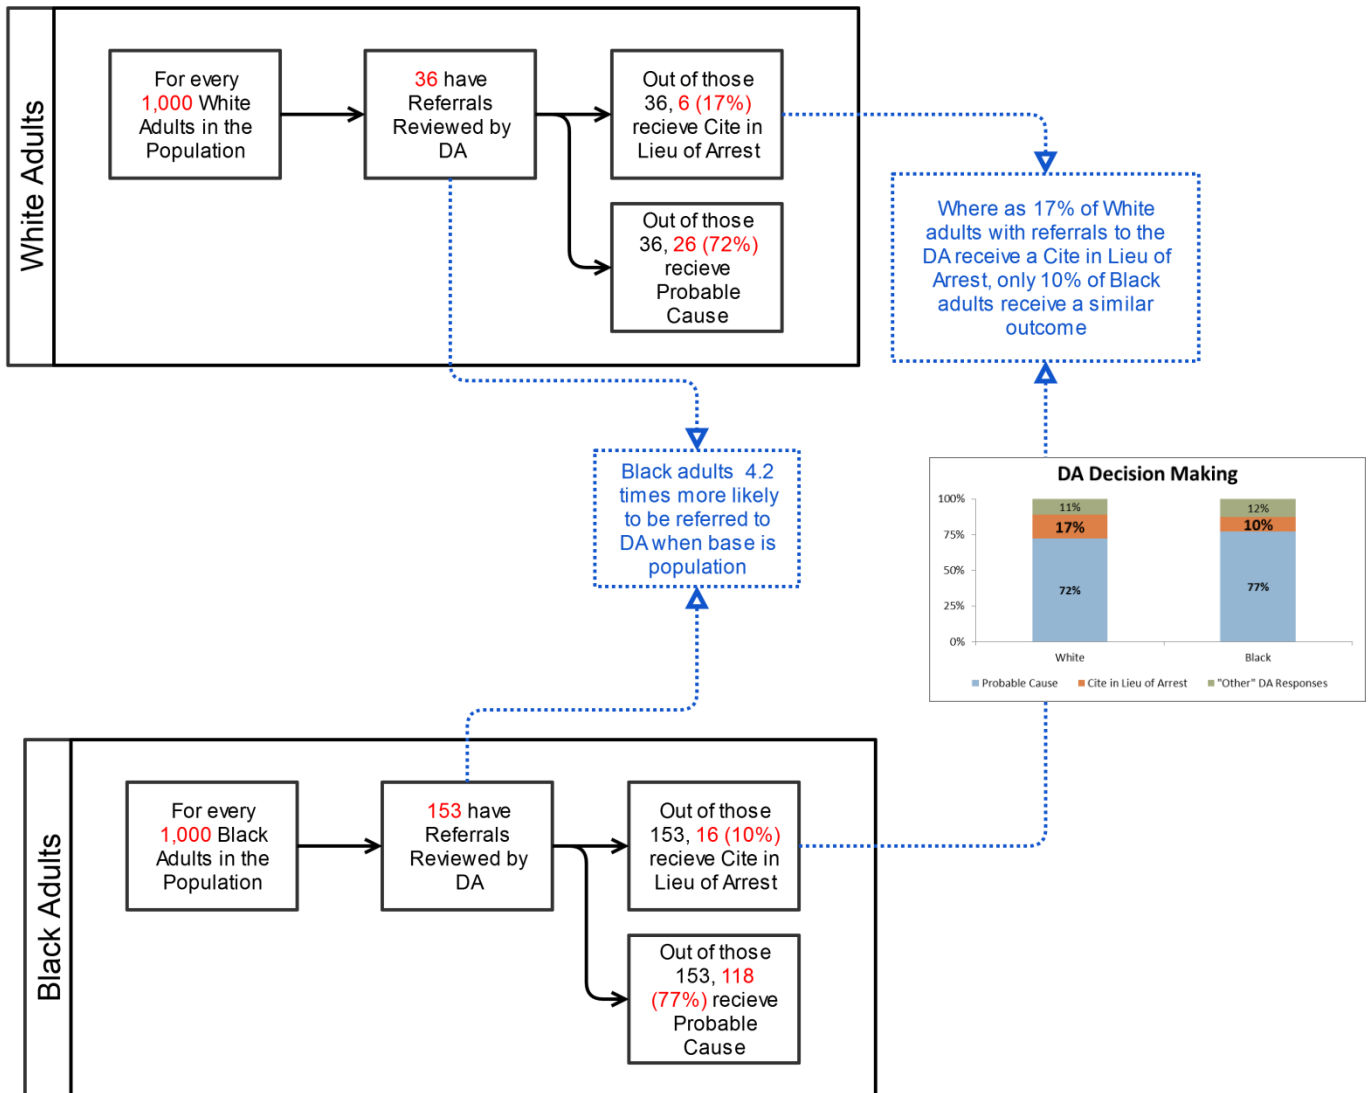 White Adults
For every
1,000 White
Adults in the
Population
36 have
Referrals
Reviewed by
DA
Out of those
36, 6 (17%)
recieve Cite in
Lieu of Arrest
Out of those
36, 26 (72%)
recieve
Probable
Cause
Where as 17% of White
adults with referrals to the
DA receive a Cite in Lieu of
Arrest, only 10% of Black
adults receive a similar
outcome
Black adults 4.2
times more likely
to be referred to
DA when base is
population
DA Decision Making
100%
75%
50%
25%
0%
11%
17%
72%
12%
10%
77%
White
Black
Probable Cause
Cite in Lieu of Arrest
"Other" DA Responses
Black Adults
For every
1,000 Black
Adults in the
Population
153 have
Referrals
Reviewed by
DA
Out of those
153, 16 (10%)
recieve Cite in
Lieu of Arrest
Out of those
153, 118
(77%) recieve
Probable
Cause